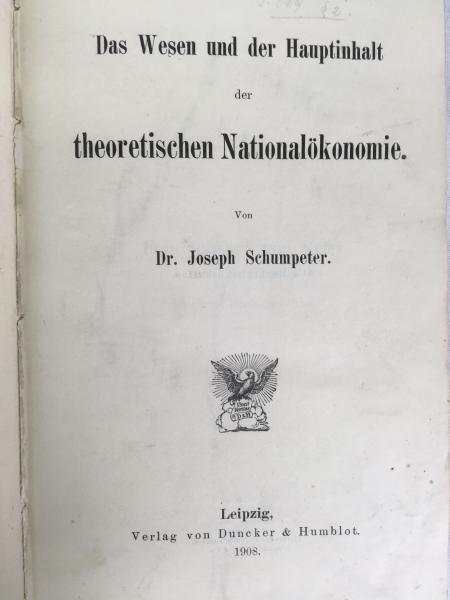 Das Wesen und der Hauptinhalt
der
theoretischen Nationalökonomie.
Von
Dr. Joseph Schumpeter.
Leipzig,
Verlag von Duncker & Humblot.
1908.